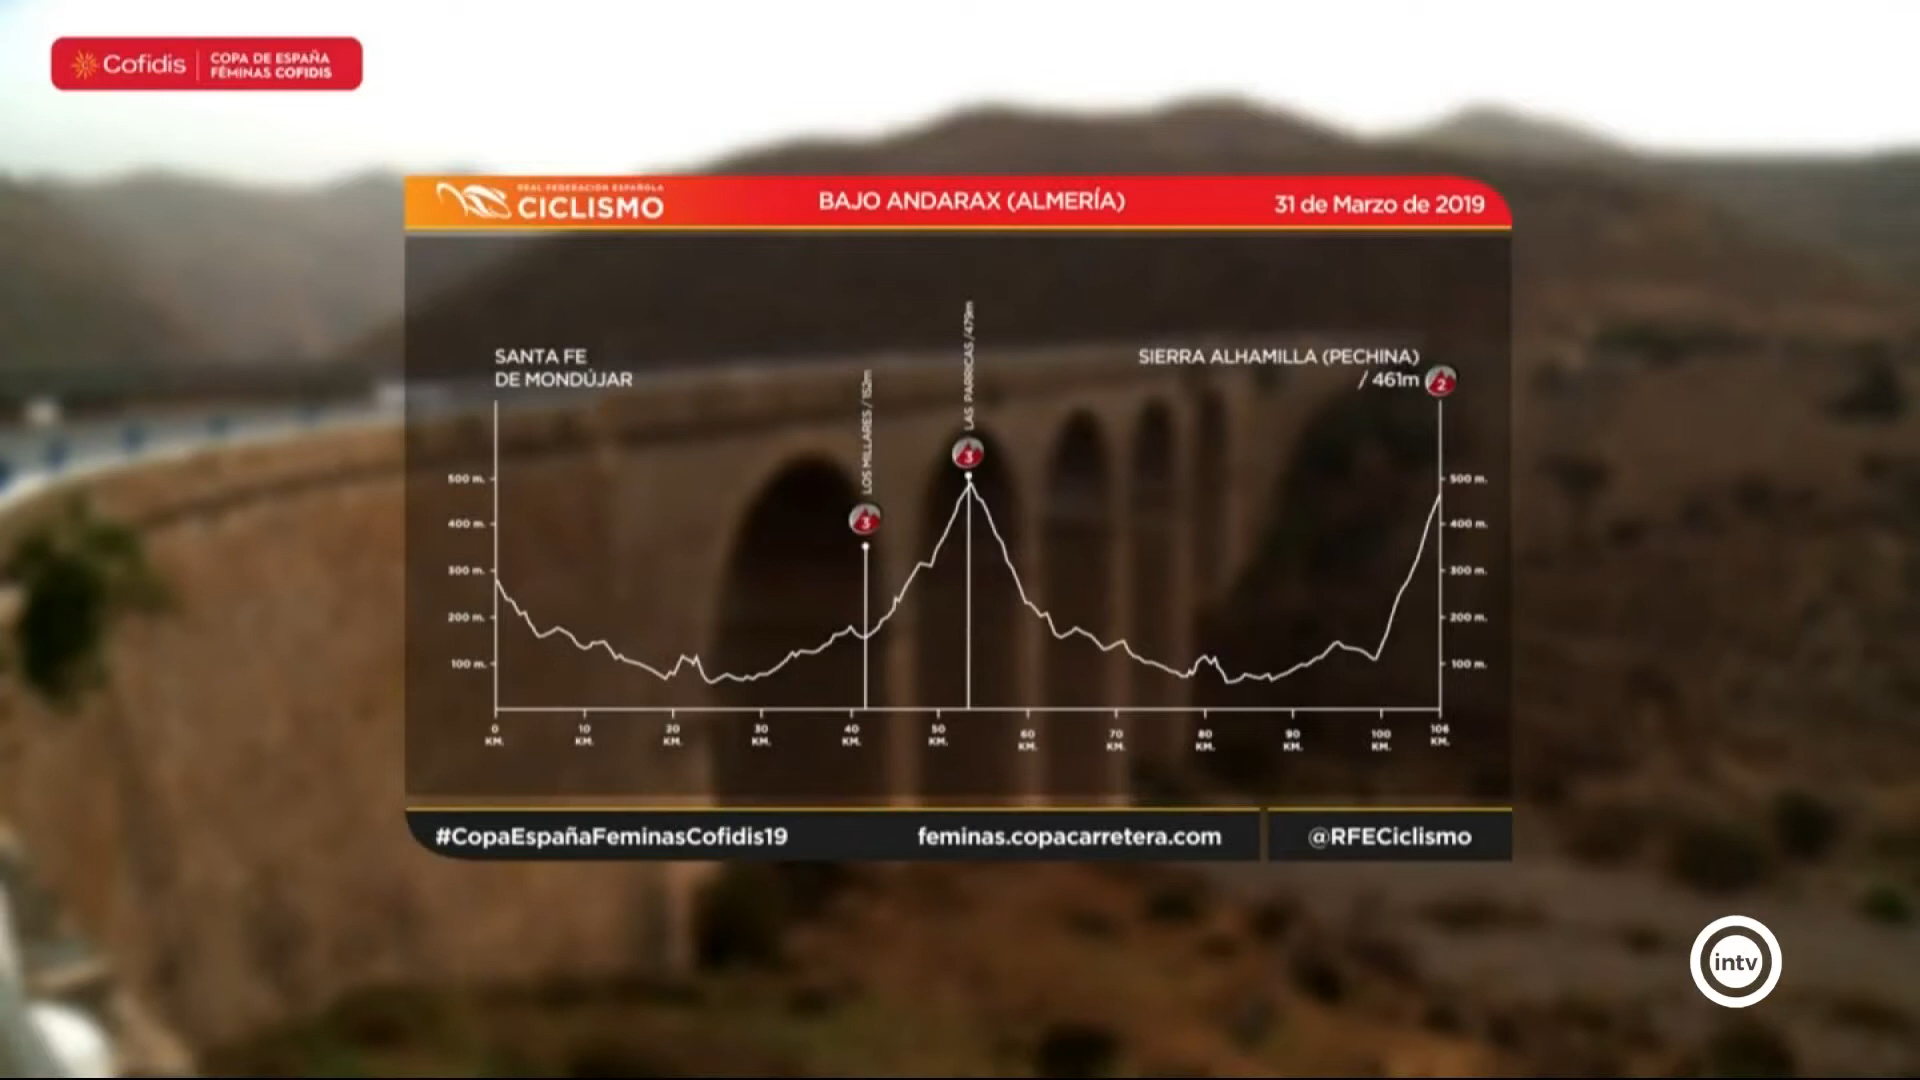 Cofidis
COPA DE ESPAÑA
FÉMINAS COFIDIS
REAL FEDERACIÓN ESPAÑOLA
CICLISMO
BAJO ANDARAX (ALMERÍA)
31 de Marzo de 2019
SANTA FE
DE MONDÚJAR
LOS MILLARES / 152m
LAS PARRICAS /479m
SIERRA ALHAMILLA (PECHINA)
/ 461m
2
3
3
500 m.
400 m.
300 m.
200 m.
100 m.
500 m.
400 m.
300 m.
200 m.
100 m.
0 10 20 30 40 50 60 70 80 90 100 106
KM. KM. KM. KM. KM. KM. KM. KM. KM. KM. KM. KM.
#CopaEspañaFeminasCofidis19
feminas.copacarretera.com
@RFECiclismo
intv